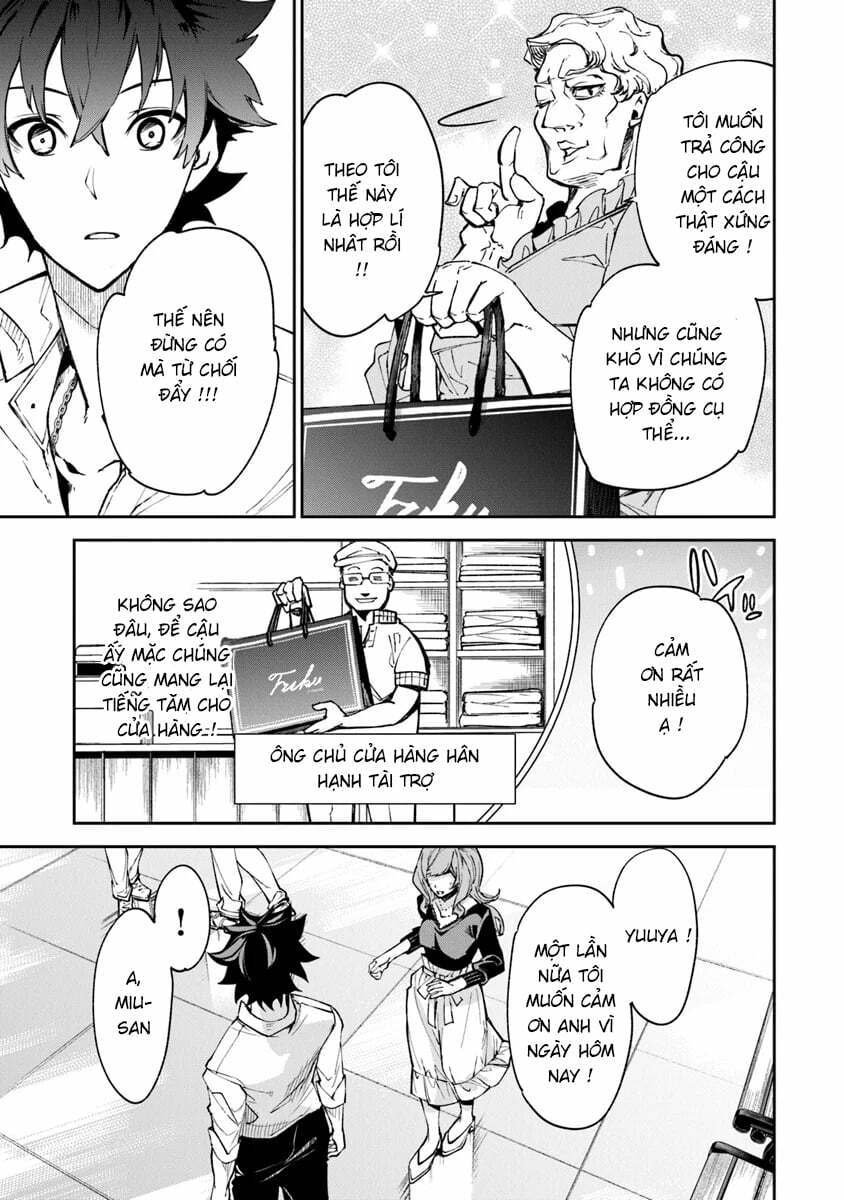 TÔI MUỐN
TRẢ CÔNG
CHO CẬU
MỘT CÁCH
THẬT XỨNG
ĐÁNG !
NHƯNG CŨNG
KHÓ VÌ CHÚNG
TA KHÔNG CÓ
HỢP ĐỒNG CỤ
THỂ...
THEO TÔI
THẾ NÀY
LÀ HỢP LÍ
NHẤT RỒI
!!
Fuku
THẾ NÊN
ĐỪNG CÓ
MÀ TỪ CHỐI
ĐẤY !!!
バッ!!
CẢM
ƠN RẤT
NHIỀU
Ạ !
KHÔNG SAO
ĐÂU, ĐỂ CẬU
ẤY MẶC CHÚNG
CŨNG MANG LẠI
TIẾNG TĂM CHO
CỬA HÀNG !
Fuku
ÔNG CHỦ CỬA HÀNG HÂN
HẠNH TÀI TRỢ
YUUYA !
MỘT LẦN
NỮA TÔI
MUỐN CẢM
ƠN ANH VÌ
NGÀY HÔM
NAY !
!
A,
MIU-
SAN